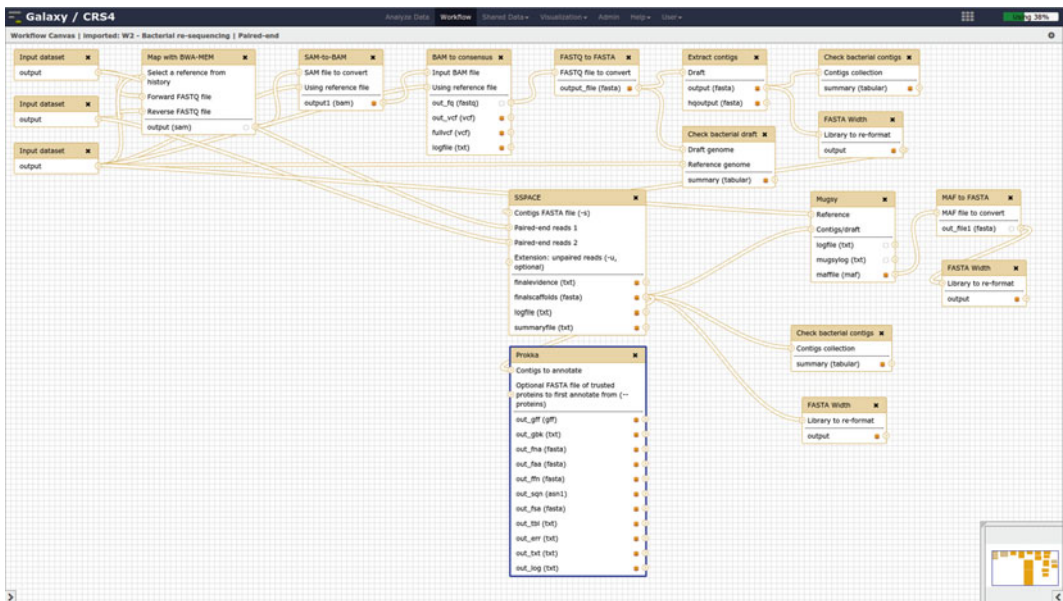 Galaxy / CRS4
Analyze Data Workflow Shared Data Visualization Admin Help User
Using 38%
Workflow Canvas | imported: W2 - Bacterial re-sequencing | Paired-end
Input dataset
output
Input dataset
output
Input dataset
output
Map with BWA-MEM
Select a reference from
history
Forward FASTQ file
Reverse FASTQ file
output (sam)
SAM-to-BAM
SAM file to convert
Using reference file
output1 (bam)
BAM to consensus
Input BAM file
Using reference file
out_fq (fastq)
out_vcf (vcf)
fullvcf (vcf)
logfile (txt)
FASTQ to FASTA
FASTQ file to convert
output_file (fasta)
Extract contigs
Draft
output (fasta)
hqoutput (fasta)
Check bacterial draft
Draft genome
Reference genome
summary (tabular)
Check bacterial contigs
Contigs collection
summary (tabular)
FASTA Width
Library to re-format
output
SSPACE
Contigs FASTA file (-s)
Paired-end reads 1
Paired-end reads 2
Extension: unpaired reads (-u,
optional)
finalevidence (txt)
finalscaffolds (fasta)
logfile (txt)
summaryfile (txt)
Mugsy
Reference
Contigs/draft
logfile (txt)
mugsylog (txt)
maffile (maf)
MAF to FASTA
MAF file to convert
out_file1 (fasta)
FASTA Width
Library to re-format
output
Check bacterial contigs
Contigs collection
summary (tabular)
FASTA Width
Library to re-format
output
Prokka
Contigs to annotate
Optional FASTA file of trusted
proteins to first annotate from (--
proteins)
out_gff (gff)
out_gbk (txt)
out_fna (fasta)
out_faa (fasta)
out_ffn (fasta)
out_sqn (asn1)
out_fsa (fasta)
out_tbl (txt)
out_err (txt)
out_txt (txt)
out_log (txt)